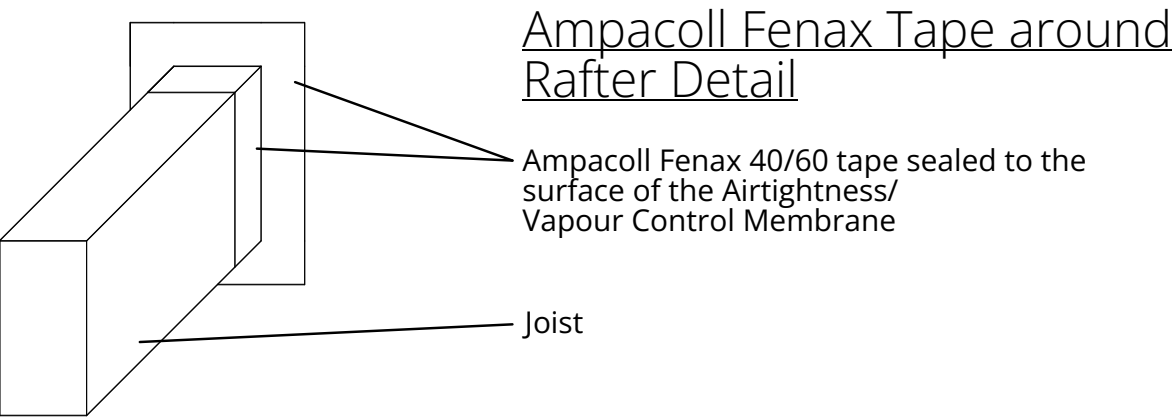 Ampacoll Fenax Tape around
Rafter Detail
Ampacoll Fenax 40/60 tape sealed to the
surface of the Airtightness/
Vapour Control Membrane
Joist